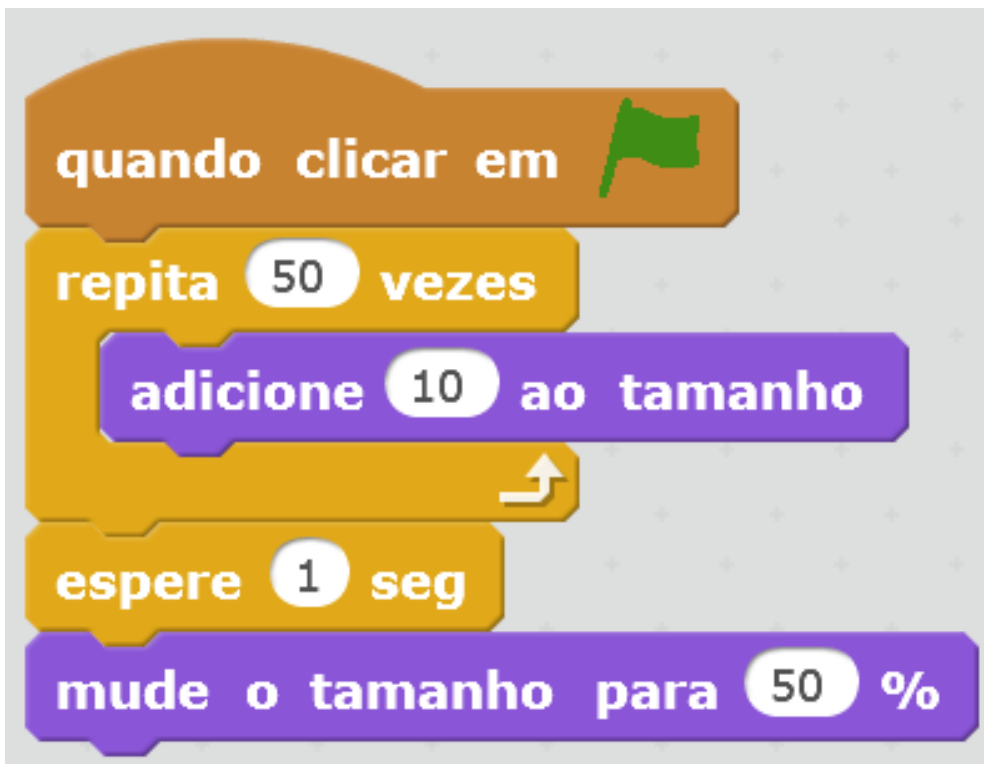 quando clicar em
repita 50 vezes
adicione 10 ao tamanho
espere 1 seg
mude o tamanho para 50 %